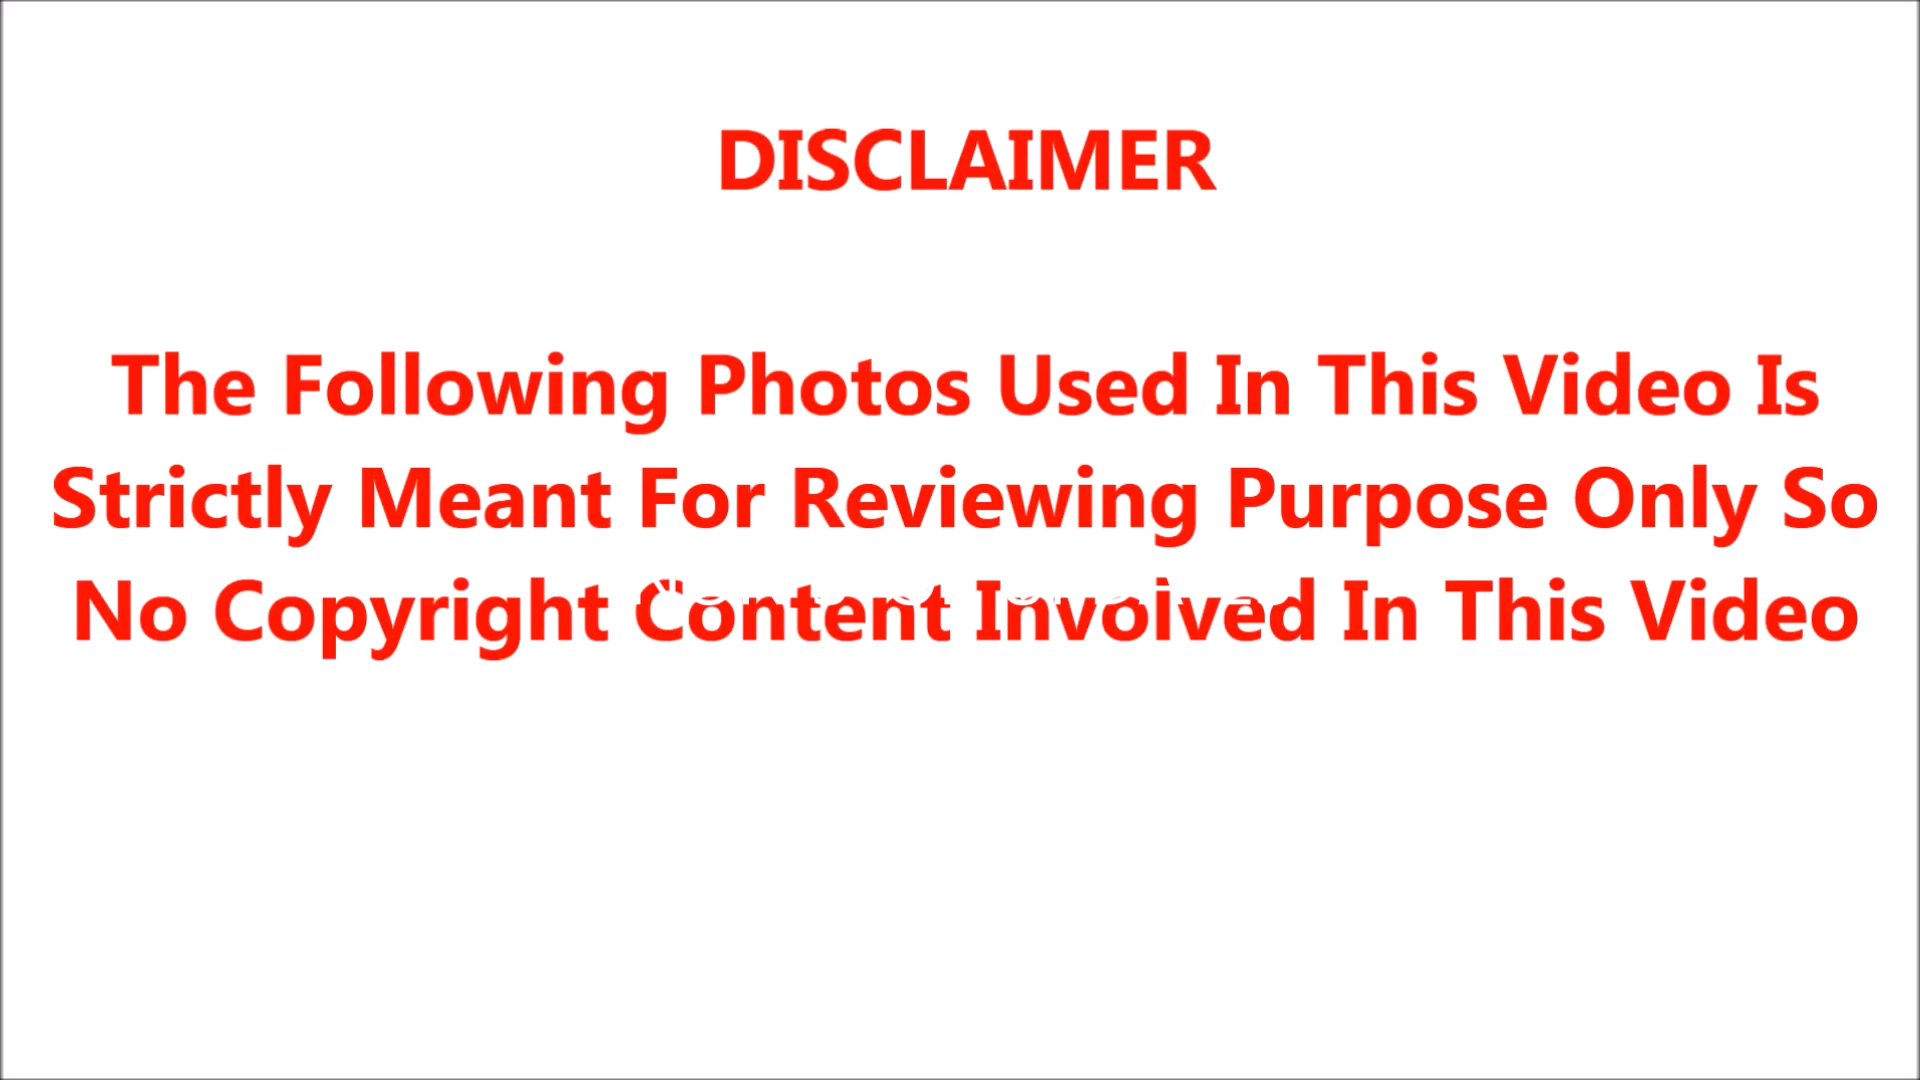 DISCLAIMER
The Following Photos Used In This Video Is
Strictly Meant For Reviewing Purpose Only So
No Copyright Content Involved In This Video